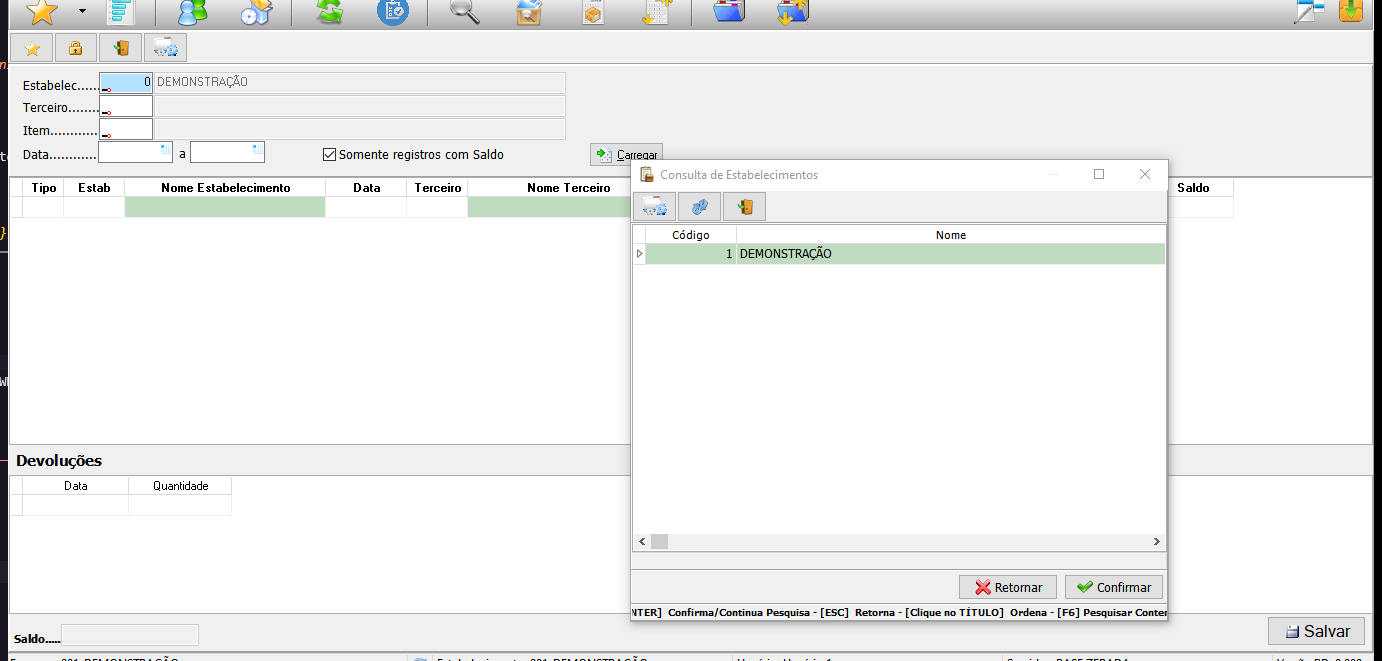 Estabelec...... 0 DEMONSTRAÇÃO
Terceiro........
Item............
Data............ a Somente registros com Saldo Carregar
Tipo Estab Nome Estabelecimento Data Terceiro Nome Terceiro Saldo
Consulta de Estabelecimentos
Código Nome
1 DEMONSTRAÇÃO
Devoluções
Data Quantidade
Retornar Confirmar
NTER] Confirma/Continua Pesquisa - [ESC] Retorna - [Clique no TÍTULO] Ordena - [F6] Pesquisar Conter
Saldo.....
Salvar